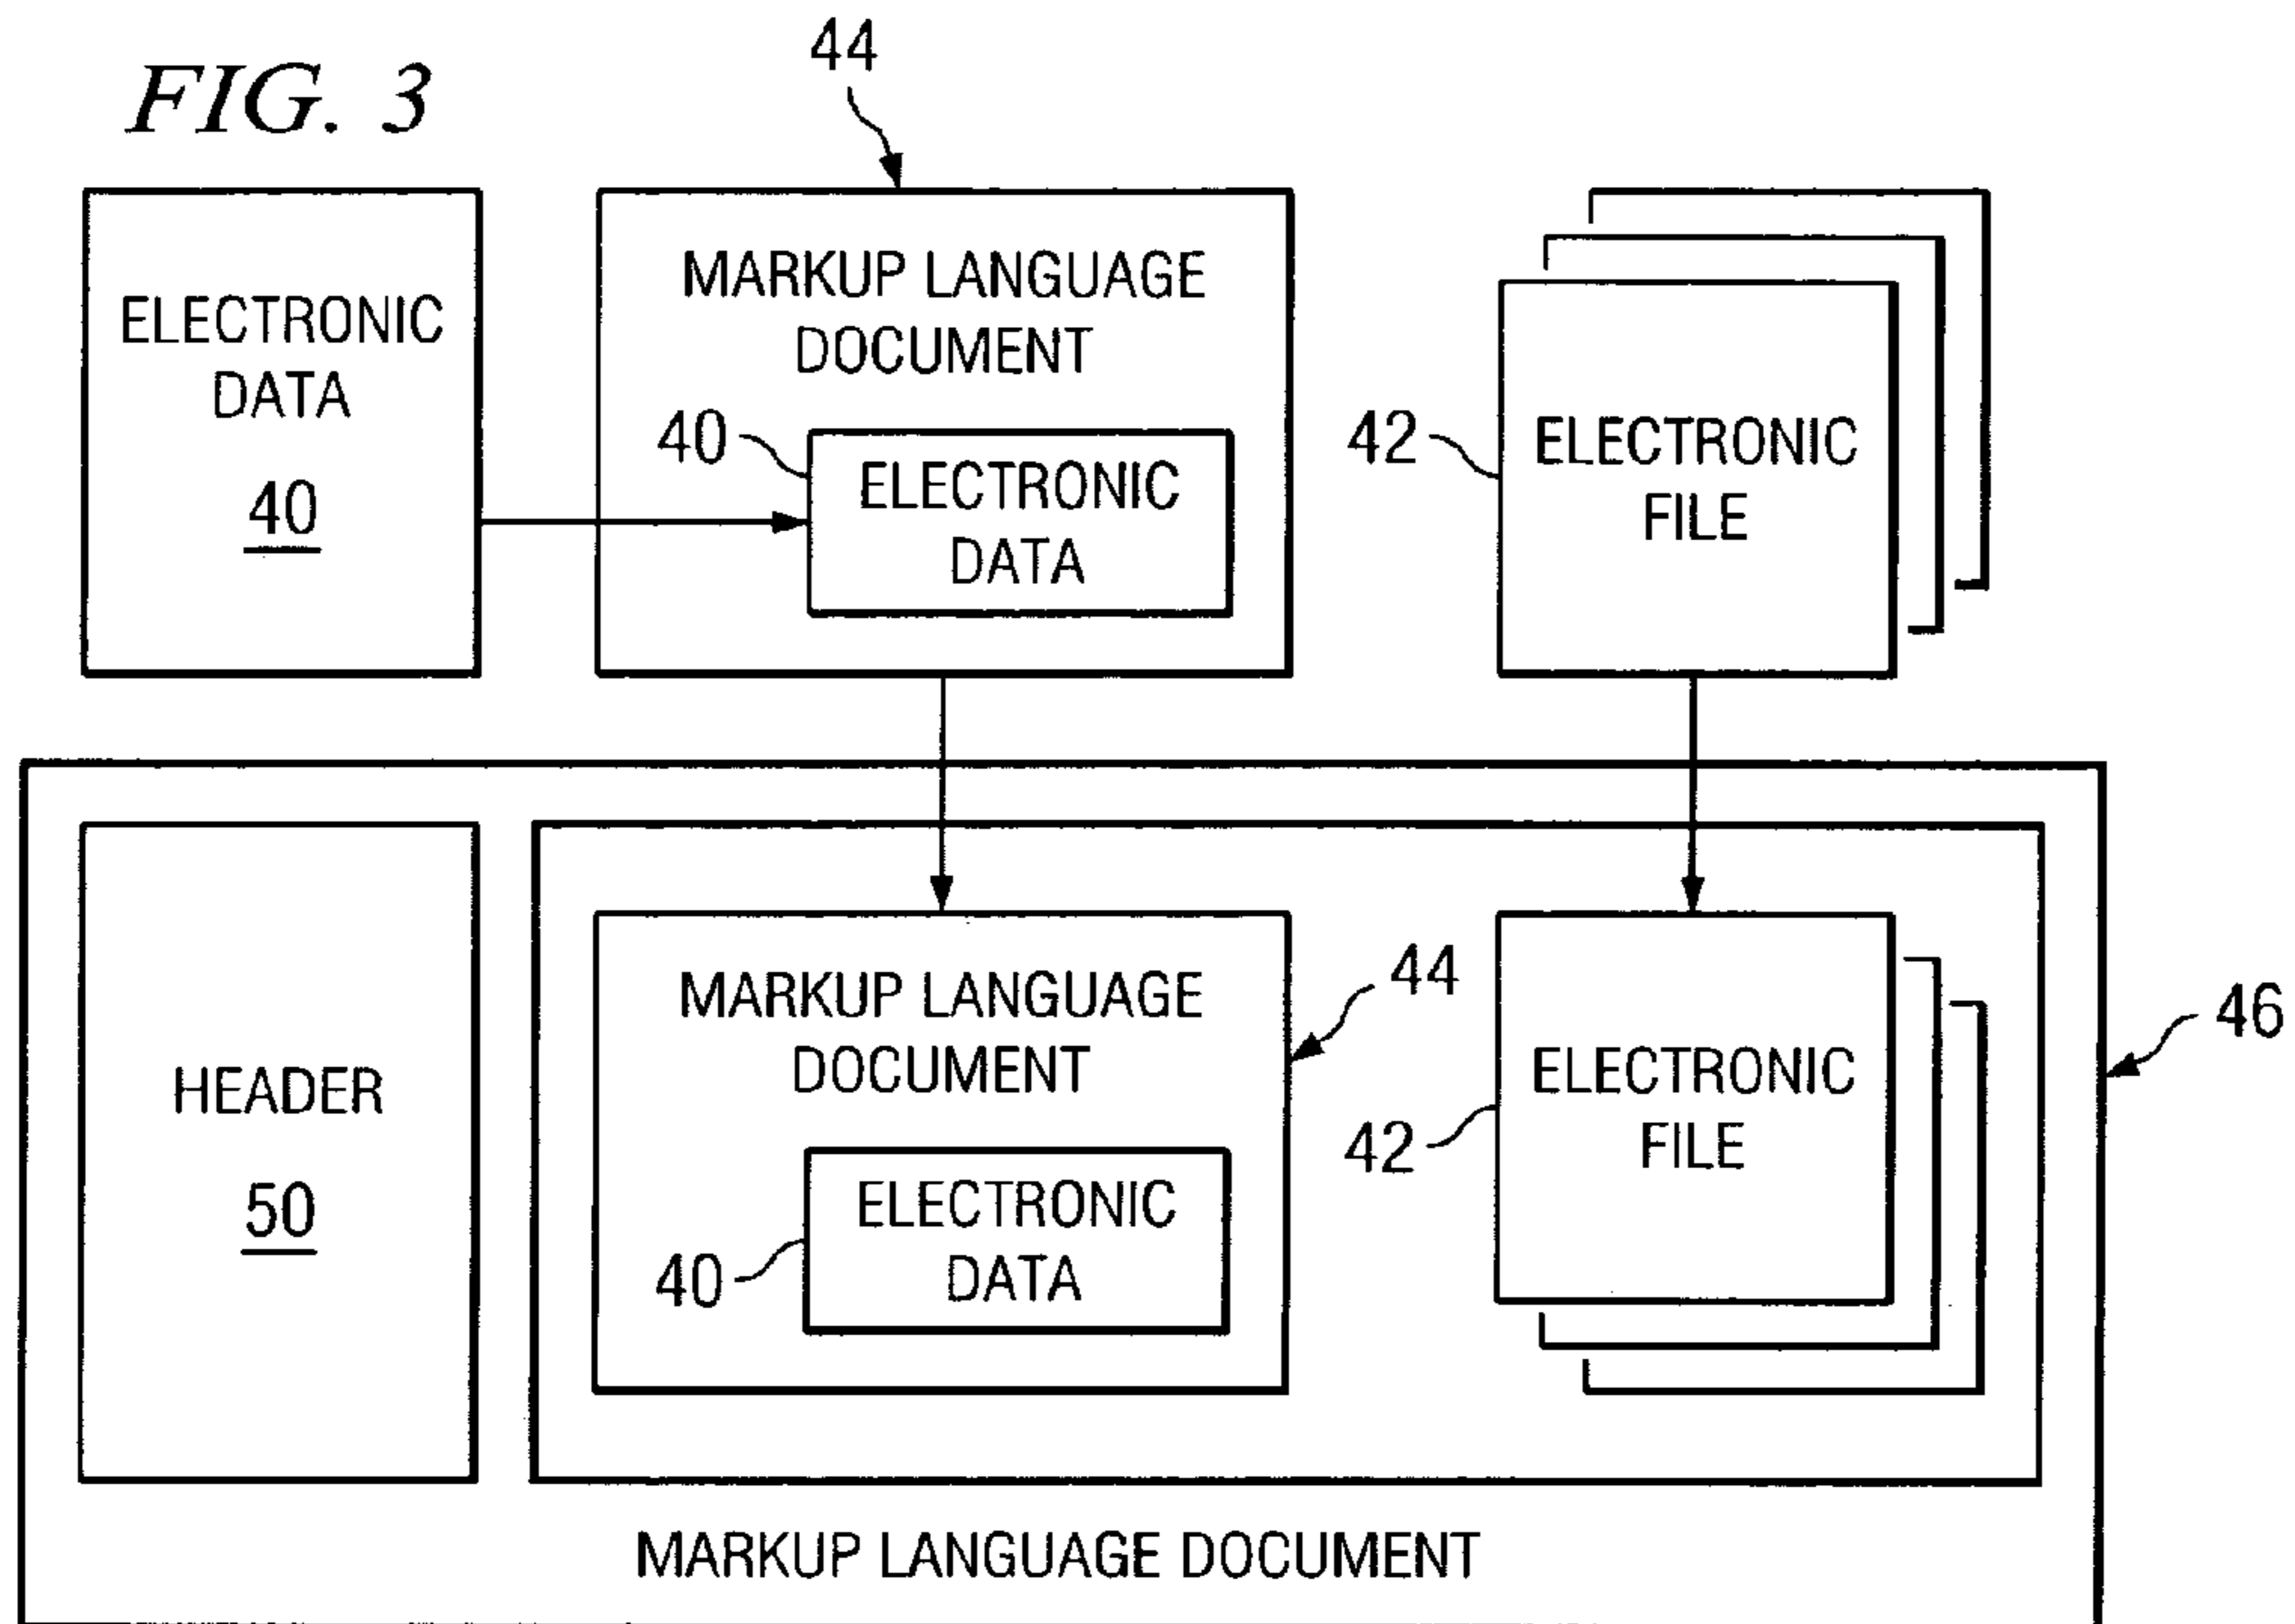 FIG. 3
44
ELECTRONIC
DATA
40
MARKUP LANGUAGE
DOCUMENT
40
ELECTRONIC
DATA
42
ELECTRONIC
FILE
HEADER
50
MARKUP LANGUAGE
DOCUMENT
44
40
ELECTRONIC
DATA
42
ELECTRONIC
FILE
46
MARKUP LANGUAGE DOCUMENT